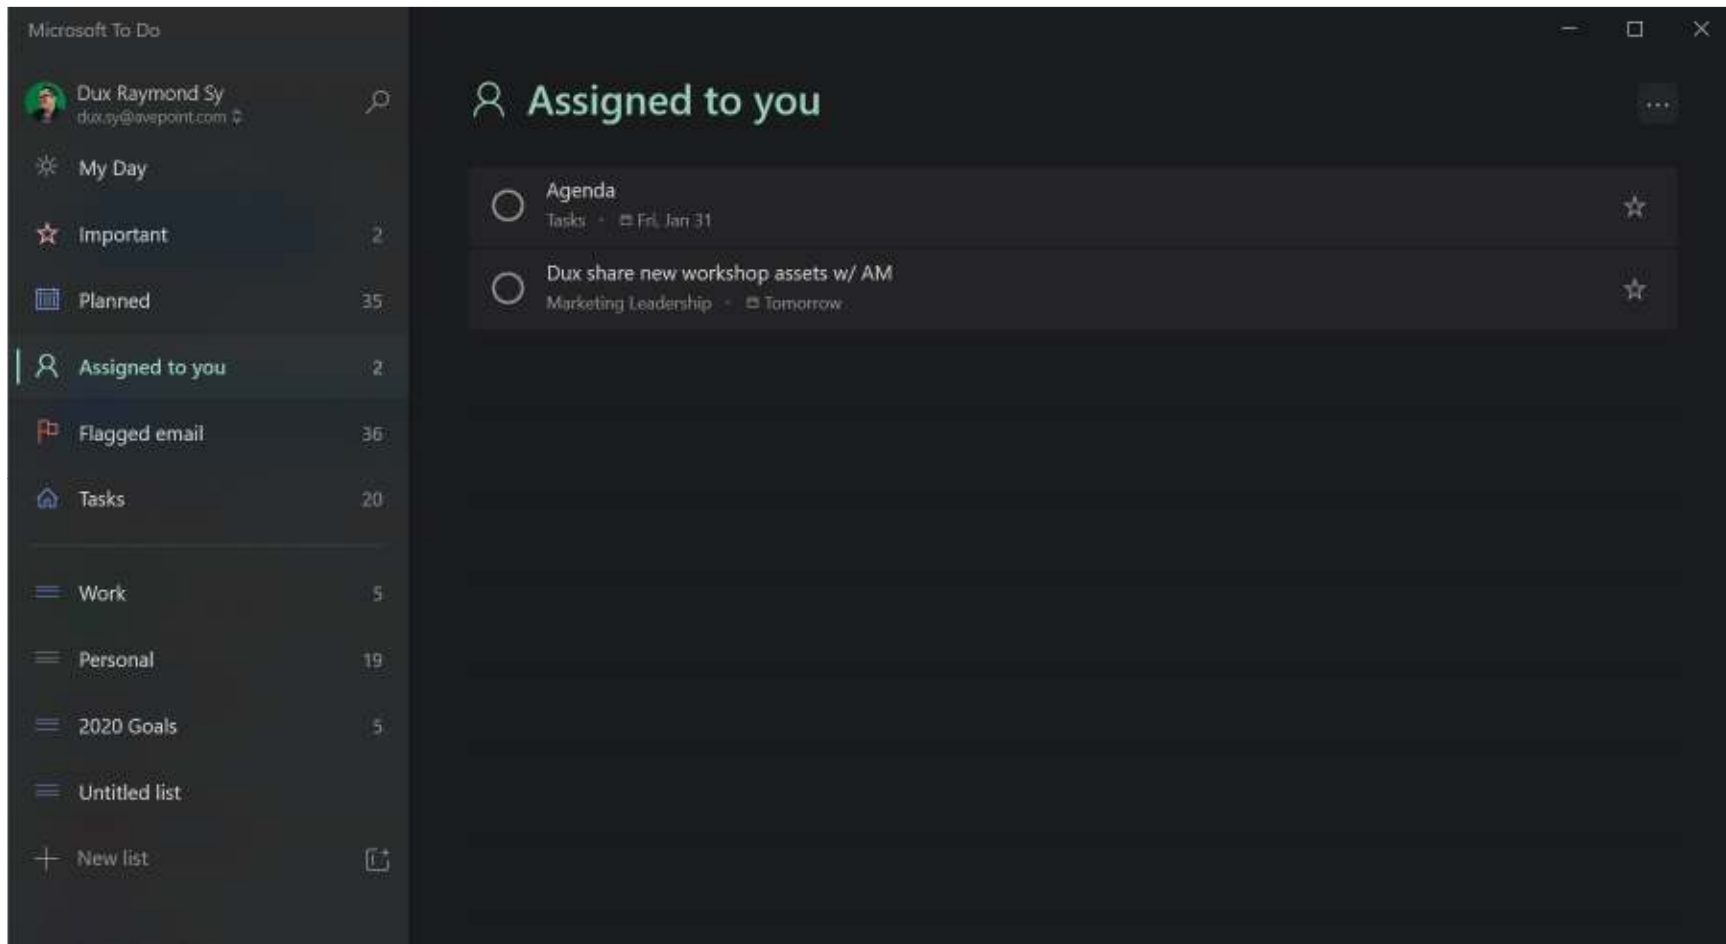 Microsoft To Do
Dux Raymond Sy
dux.sy@avepoint.com
My Day
Important 2
Planned 35
Assigned to you 2
Flagged email 36
Tasks 20
Work 5
Personal 19
2020 Goals 5
Untitled list
New list
Assigned to you
Agenda
Tasks • Fri, Jan 31
Dux share new workshop assets w/ AM
Marketing Leadership • Tomorrow